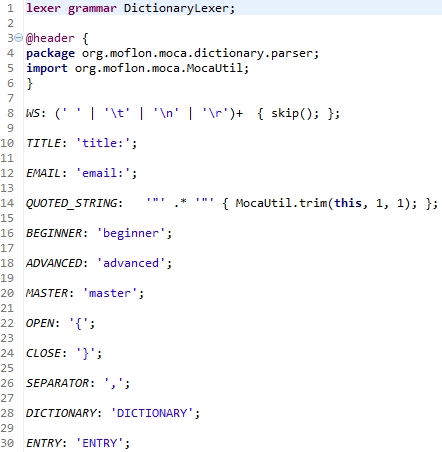 1 lexer grammar DictionaryLexer;
2
3 @header {
4 package org.moflon.moca.dictionary.parser;
5 import org.moflon.moca.MocaUtil;
6 }
7
8 WS: (' ' | '\t' | '\n' | '\r')+  { skip(); };
9
10 TITLE: 'title:';
11
12 EMAIL: 'email:';
13
14 QUOTED_STRING:   '"' .* '"' { MocaUtil.trim(this, 1, 1); };
15
16 BEGINNER: 'beginner';
17
18 ADVANCED: 'advanced';
19
20 MASTER: 'master';
21
22 OPEN: '{';
23
24 CLOSE: '}';
25
26 SEPARATOR: ',';
27
28 DICTIONARY: 'DICTIONARY';
29
30 ENTRY: 'ENTRY';